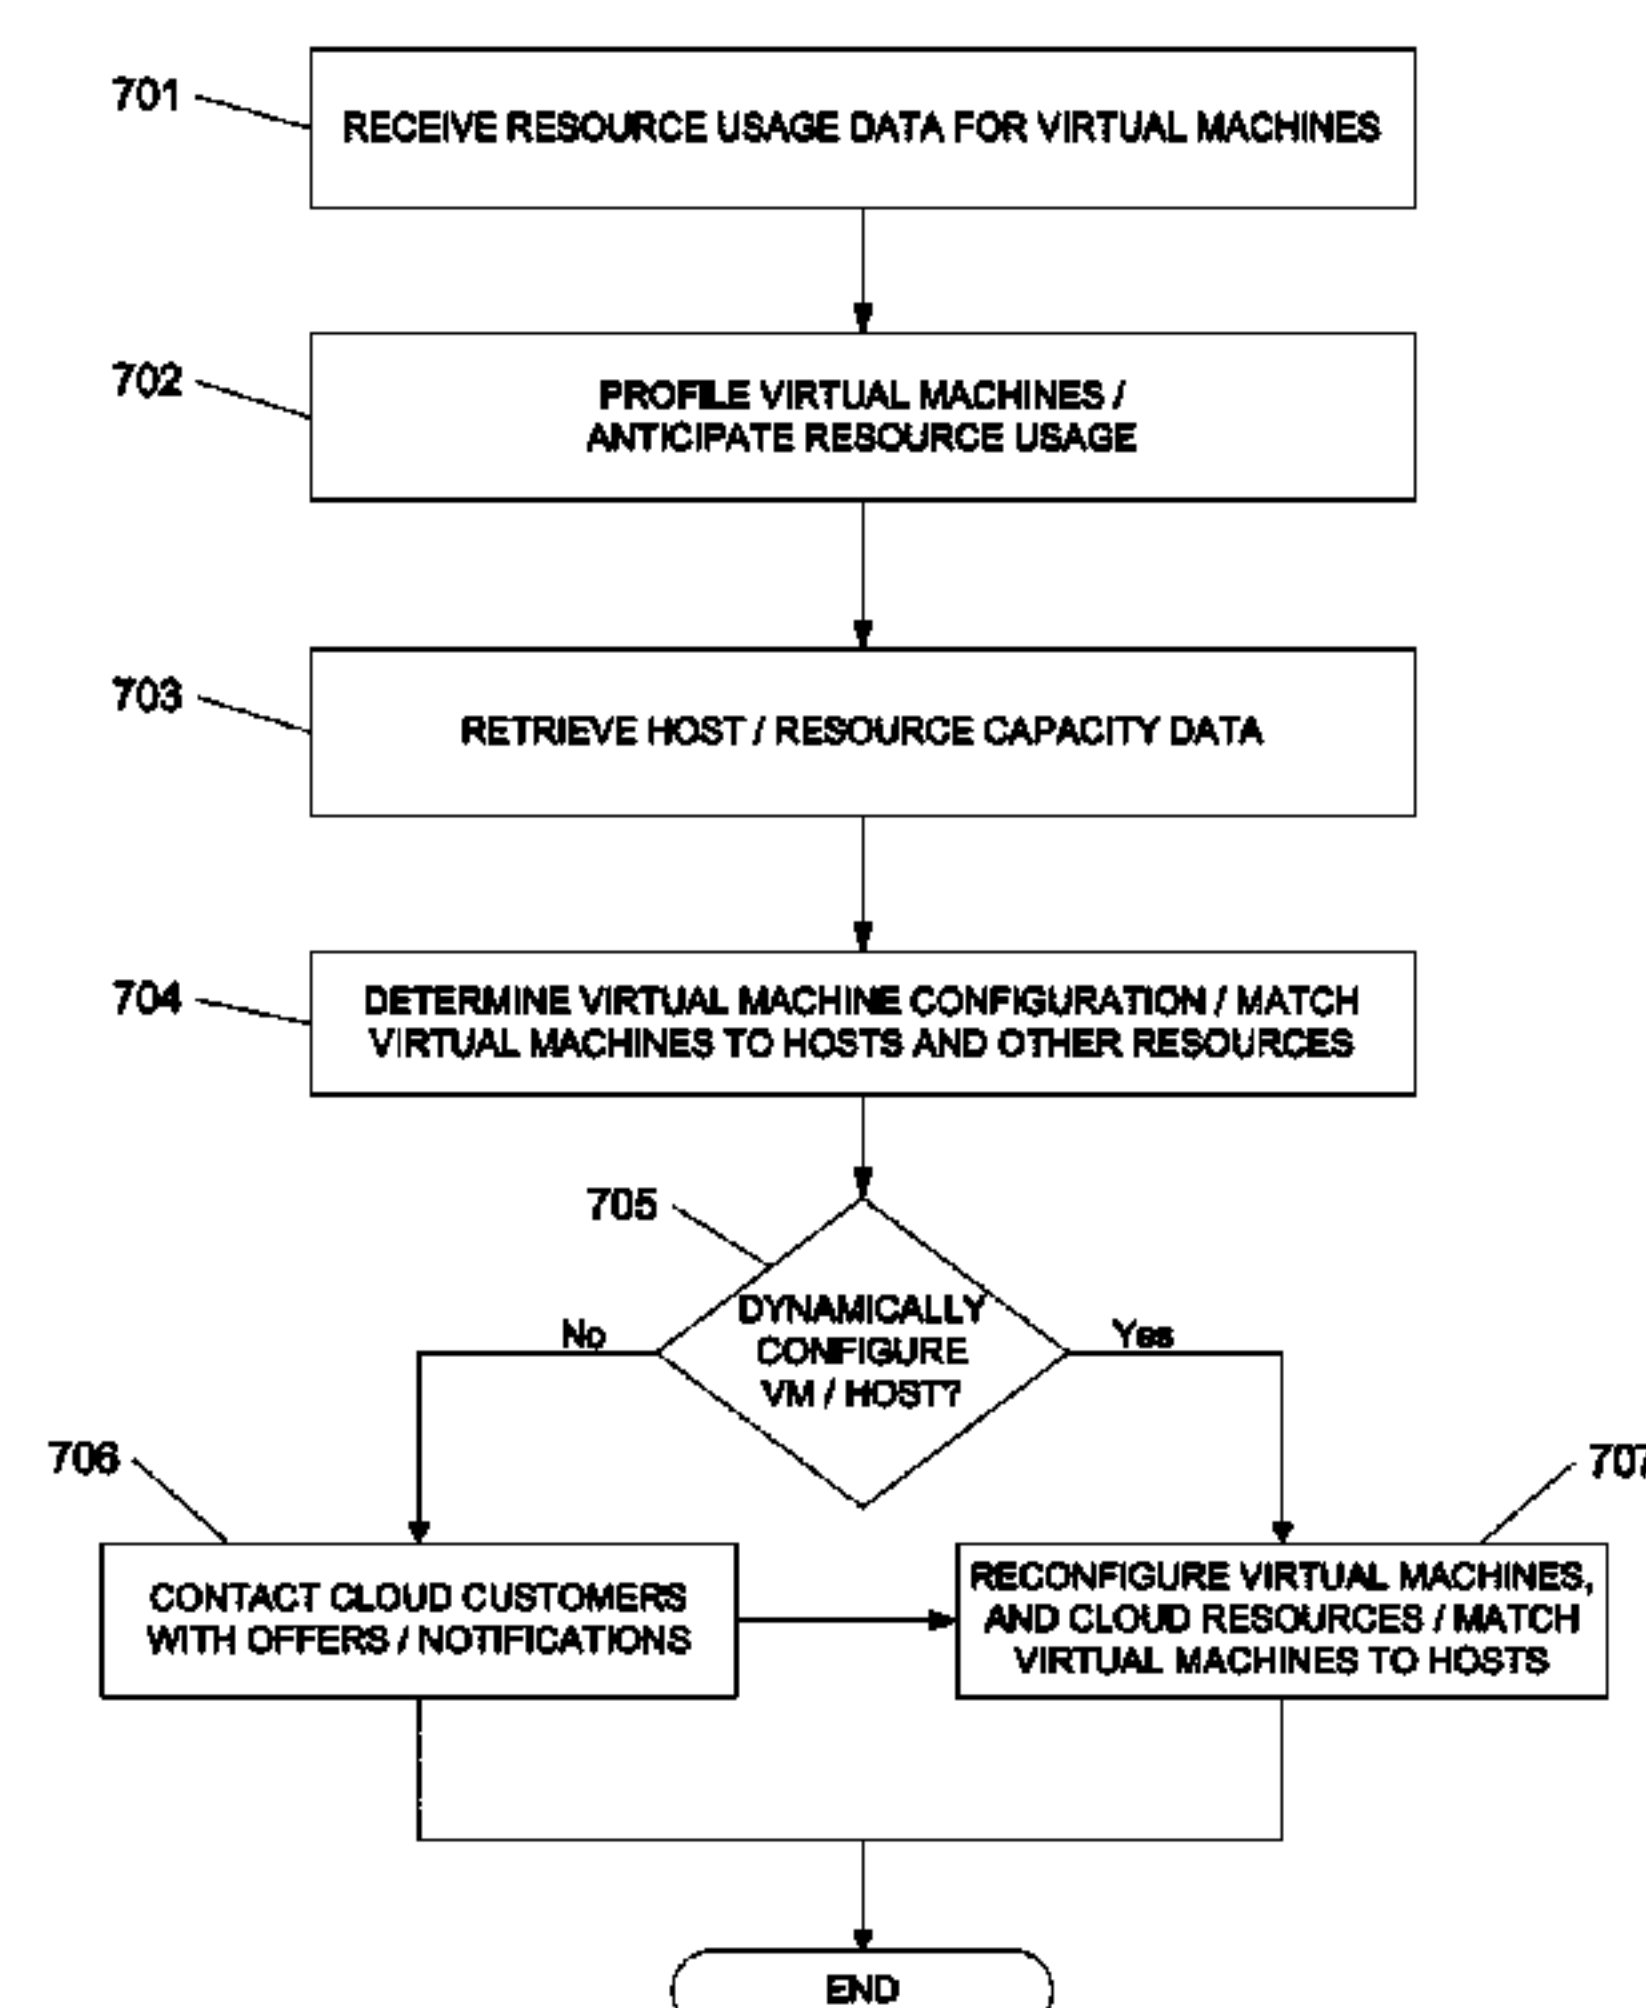 701
RECEIVE RESOURCE USAGE DATA FOR VIRTUAL MACHINES
702
PROFILE VIRTUAL MACHINES /
ANTICIPATE RESOURCE USAGE
703
RETRIEVE HOST / RESOURCE CAPACITY DATA
704
DETERMINE VIRTUAL MACHINE CONFIGURATION / MATCH
VIRTUAL MACHINES TO HOSTS AND OTHER RESOURCES
705
DYNAMICALLY
CONFIGURE
VM / HOST?
No
Yes
706
CONTACT CLOUD CUSTOMERS
WITH OFFERS / NOTIFICATIONS
707
RECONFIGURE VIRTUAL MACHINES,
AND CLOUD RESOURCES / MATCH
VIRTUAL MACHINES TO HOSTS
END